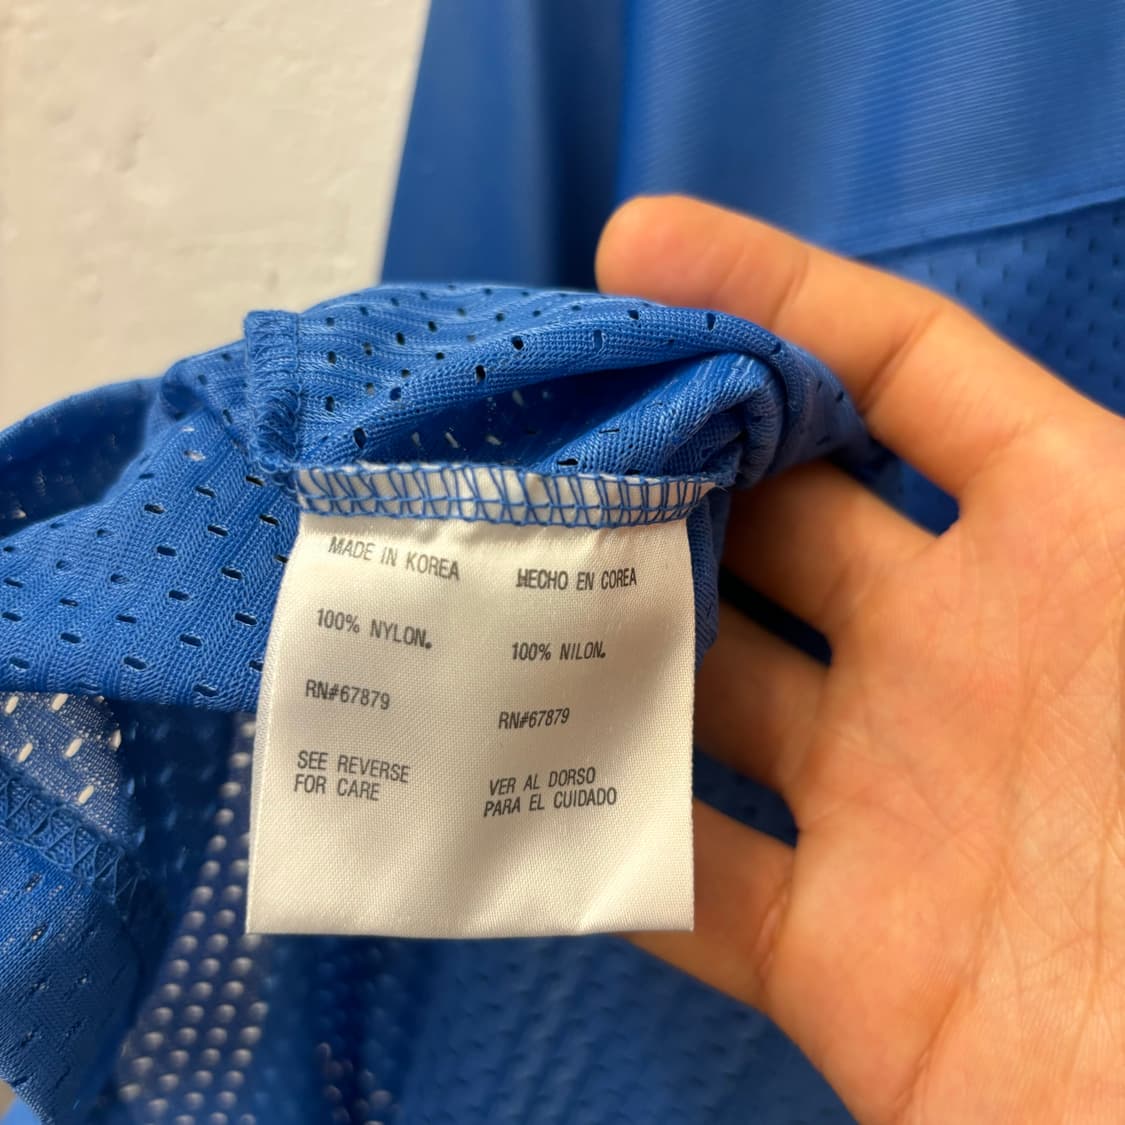 MADE IN KOREA
100% NYLON.
RN#67879
SEE REVERSE
FOR CARE
HECHO EN COREA
100% NILON.
RN#67879
VER AL DORSO
PARA EL CUIDADO